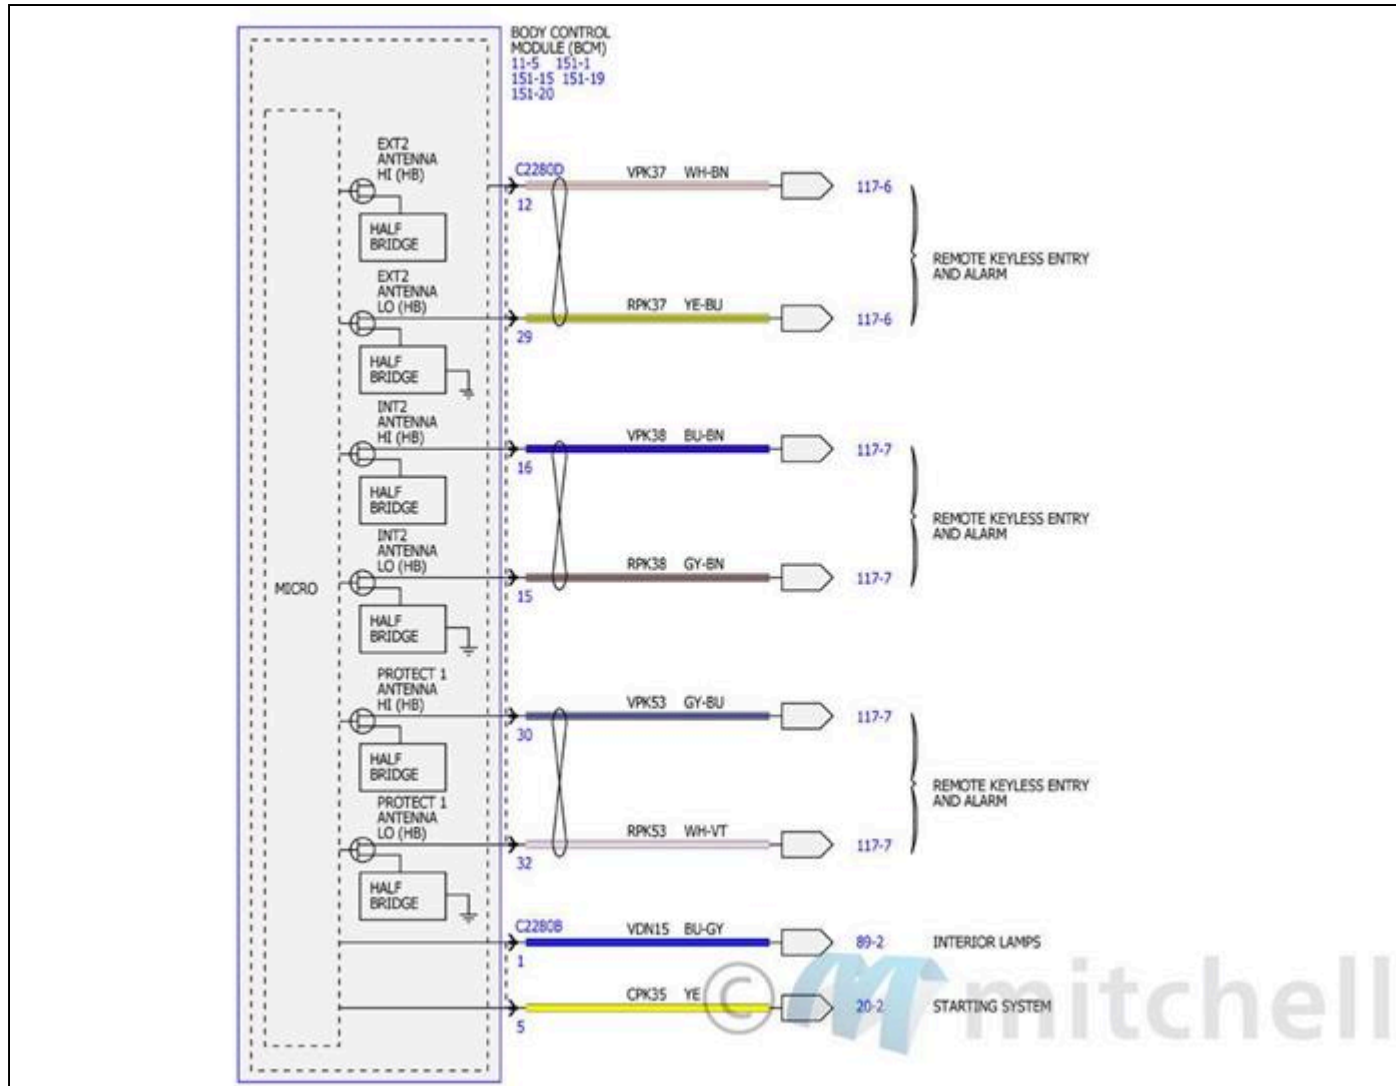 BODY CONTROL
MODULE (BCM)
11-5 151-1
151-15 151-19
151-20
EXT2
ANTENNA
HI (HB)
C2280D
VPK37 WH-BN
117-6
12
HALF
BRIDGE
REMOTE KEYLESS ENTRY
AND ALARM
EXT2
ANTENNA
LO (HB)
RPK37 YE-BU
117-6
29
HALF
BRIDGE
INT2
ANTENNA
HI (HB)
VPK38 BU-BN
117-7
16
HALF
BRIDGE
REMOTE KEYLESS ENTRY
AND ALARM
INT2
ANTENNA
LO (HB)
RPK38 GY-BN
117-7
MICRO
15
HALF
BRIDGE
PROTECT 1
ANTENNA
HI (HB)
VPK53 GY-BU
117-7
30
HALF
BRIDGE
REMOTE KEYLESS ENTRY
AND ALARM
PROTECT 1
ANTENNA
LO (HB)
RPK53 WH-VT
117-7
32
HALF
BRIDGE
C2280B
VDN15 BU-GY
89-2 INTERIOR LAMPS
1
CPK35 YE
20-2 STARTING SYSTEM
5
© mitchell